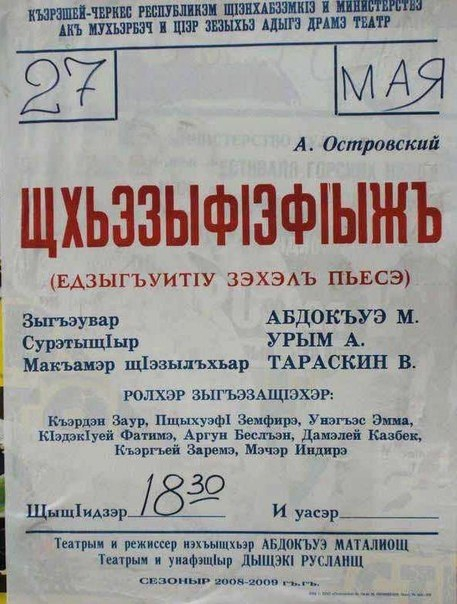 КЪЭРЭШЕЙ-ЧЕРКЕС РЕСПУБЛИКЭМ ЩIЭНХАБЗЭМКIЭ И МИНИСТЕРСТВЭ
АКЪ МУХЬЭРБЭЧ И ЦIЭР ЗЕЗЫХЬЭ АДЫГЭ ДРАМЭ ТЕАТР
27 МАЯ
А. Островский
ЩХЬЭЗЫФIЭФIЫЖЪ
(ЕДЗЫГЪУИТIУ ЗЭХЭЛЪ ПЬЕСЭ)
Зыгъэувар АБДОКЪУЭ М.
СурэтыщIыр УРЫМ А.
Макъамэр щIэзылъхьар ТАРАСКИН В.
РОЛХЭР ЗЫГЪЭЗАЩIЭХЭР:
Къэрдэн Заур, ПщыхуэфI Земфирэ, Унэгъэс Эмма,
КIэдэкIуей Фатимэ, Аргун Беслъэн, Дамэлей Казбек,
Къэргъей Заремэ, Мэчэр Индирэ
ЩыщIидзэр 18 30 И уасэр
Театрым и режиссер нэхъыщхьэр АБДОКЪУЭ МАТАЛИОЩ
Театрым и унафэщIыр ДЫЩЭКI РУСЛАНЩ
СЕЗОНЫР 2008-2009 гъ.гъ.